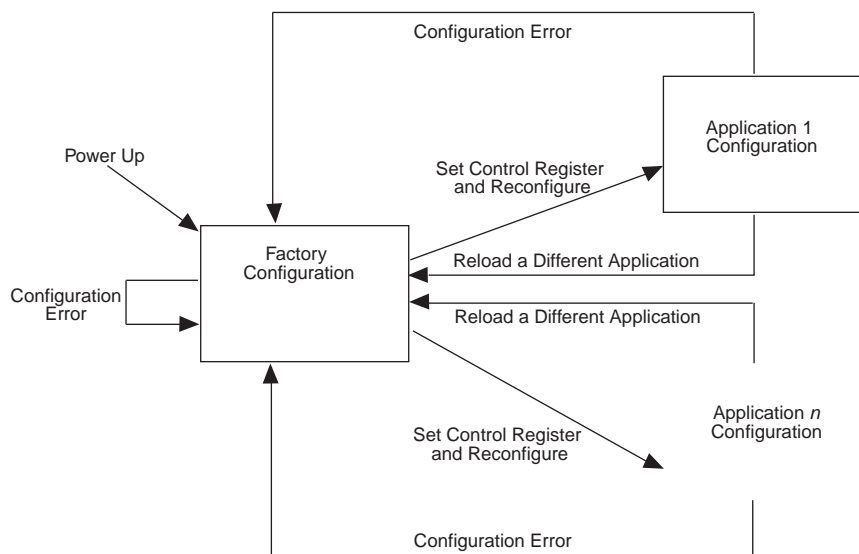 Configuration Error
Application 1
Configuration
Power Up
Set Control Register
and Reconfigure
Factory
Configuration
Reload a Different Application
Configuration
Error
Reload a Different Application
Application n
Configuration
Set Control Register
and Reconfigure
Configuration Error